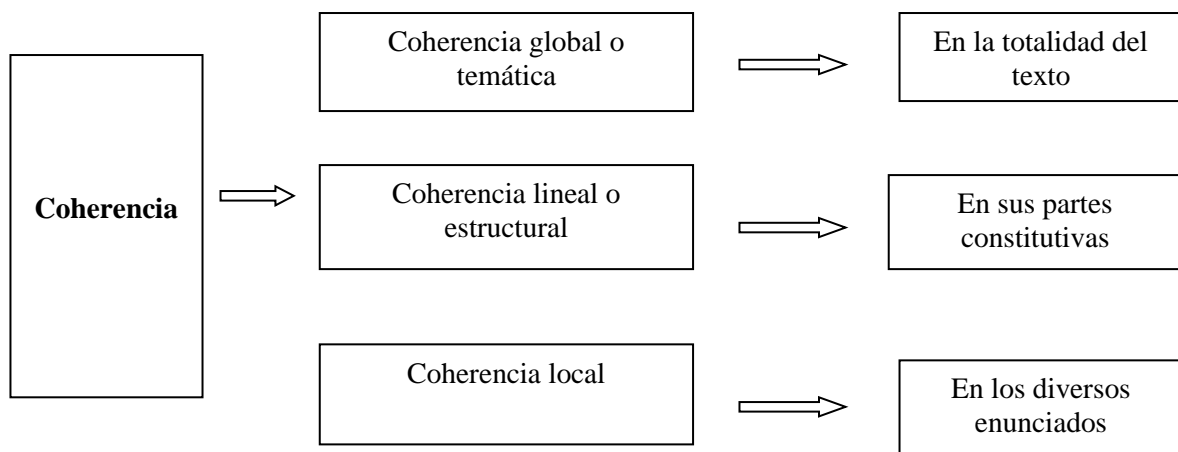 Coherencia
Coherencia global o
temática
En la totalidad del
texto
Coherencia lineal o
estructural
En sus partes
constitutivas
Coherencia local
En los diversos
enunciados